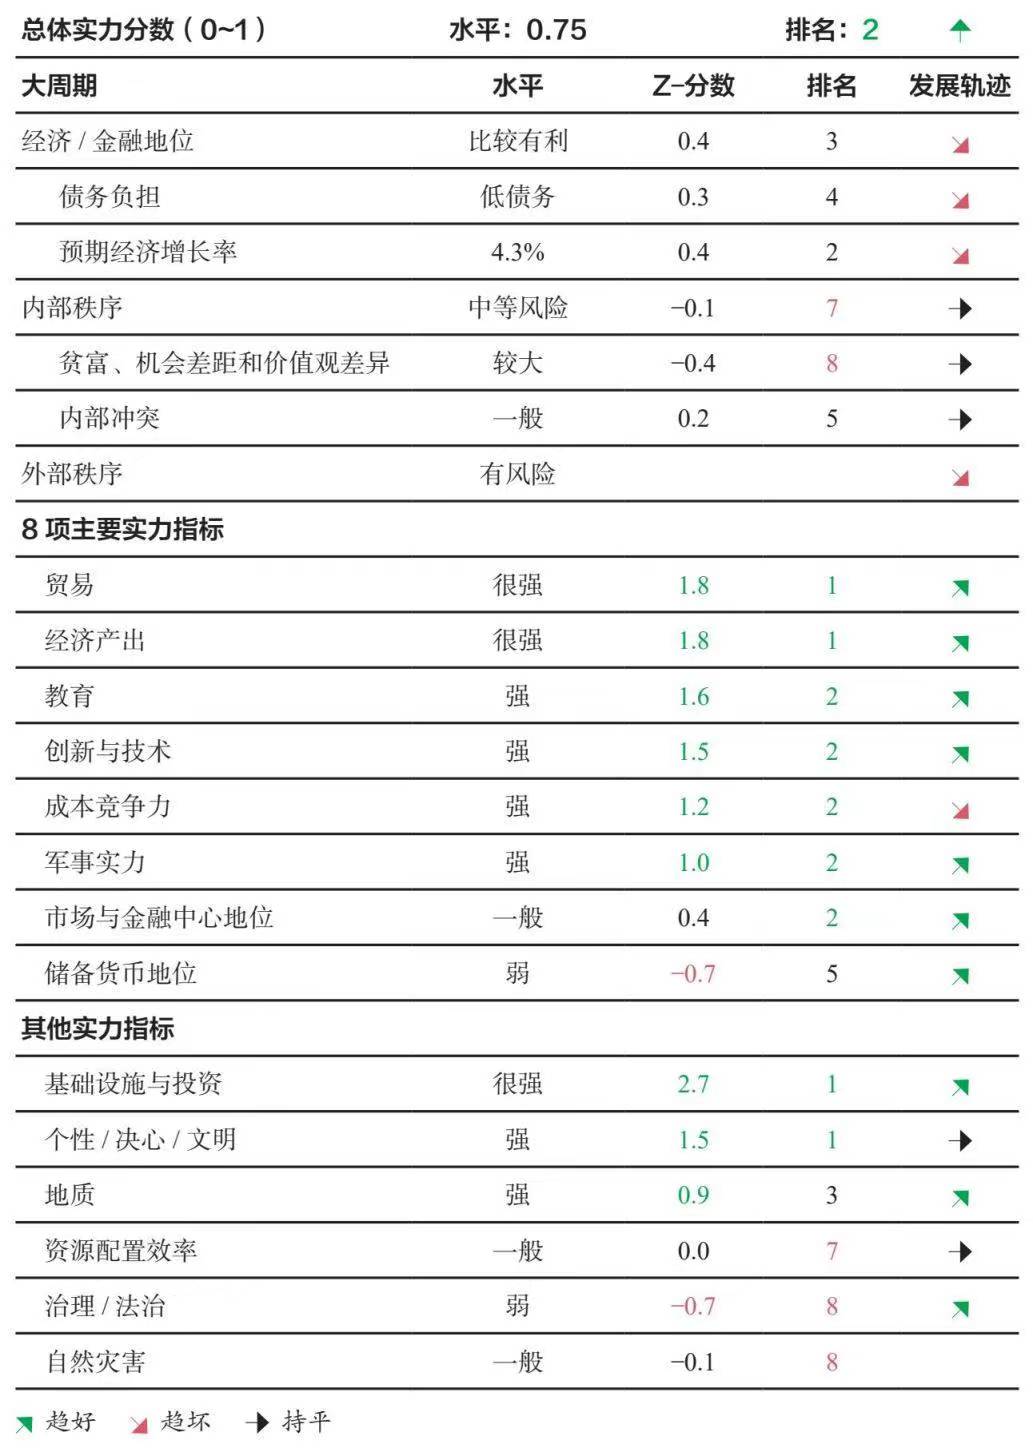 总体实力分数（0~1） 水平：0.75 排名：2
大周期 水平 Z-分数 排名 发展轨迹
经济 / 金融地位 比较有利 0.4 3
债务负担 低债务 0.3 4
预期经济增长率 4.3% 0.4 2
内部秩序 中等风险 −0.1 7
贫富、机会差距和价值观差异 较大 −0.4 8
内部冲突 一般 0.2 5
外部秩序 有风险
8 项主要实力指标
贸易 很强 1.8 1
经济产出 很强 1.8 1
教育 强 1.6 2
创新与技术 强 1.5 2
成本竞争力 强 1.2 2
军事实力 强 1.0 2
市场与金融中心地位 一般 0.4 2
储备货币地位 弱 −0.7 5
其他实力指标
基础设施与投资 很强 2.7 1
个性 / 决心 / 文明 强 1.5 1
地质 强 0.9 3
资源配置效率 一般 0.0 7
治理 / 法治 弱 −0.7 8
自然灾害 一般 −0.1 8
趋好 趋坏 持平